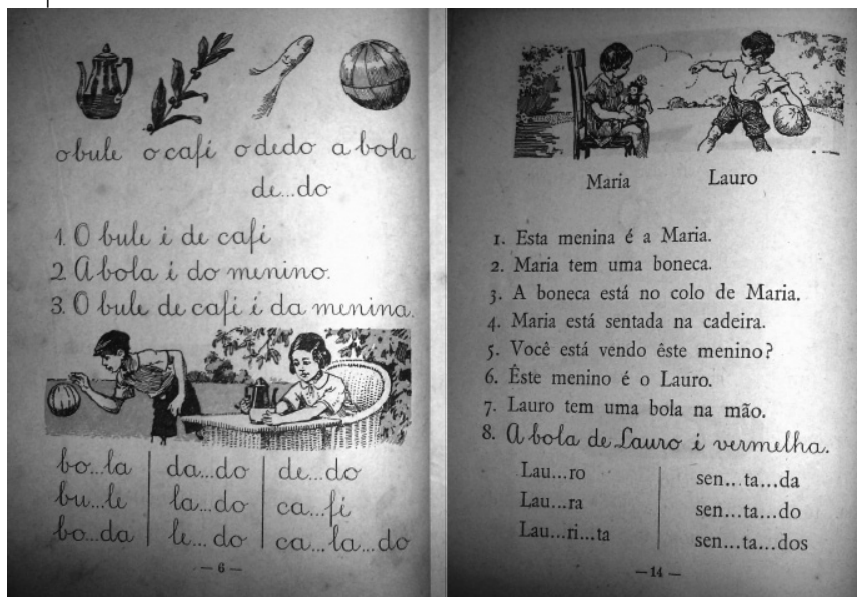 o bule o café o dedo a bola
de...do
1. O bule é de café
2. A bola é do menino.
3. O bule de café é da menina.
bo...la da...do de...do
bu...le la...do ca...fé
bo...da le...do ca...la...do
— 6 —
Maria Lauro
1. Esta menina é a Maria.
2. Maria tem uma boneca.
3. A boneca está no colo de Maria.
4. Maria está sentada na cadeira.
5. Você está vendo êste menino?
6. Êste menino é o Lauro.
7. Lauro tem uma bola na mão.
8. A bola de Lauro é vermelha.
Lau...ro sen...ta...da
Lau...ra sen...ta...do
Lau...ri...ta sen...ta...dos
— 14 —